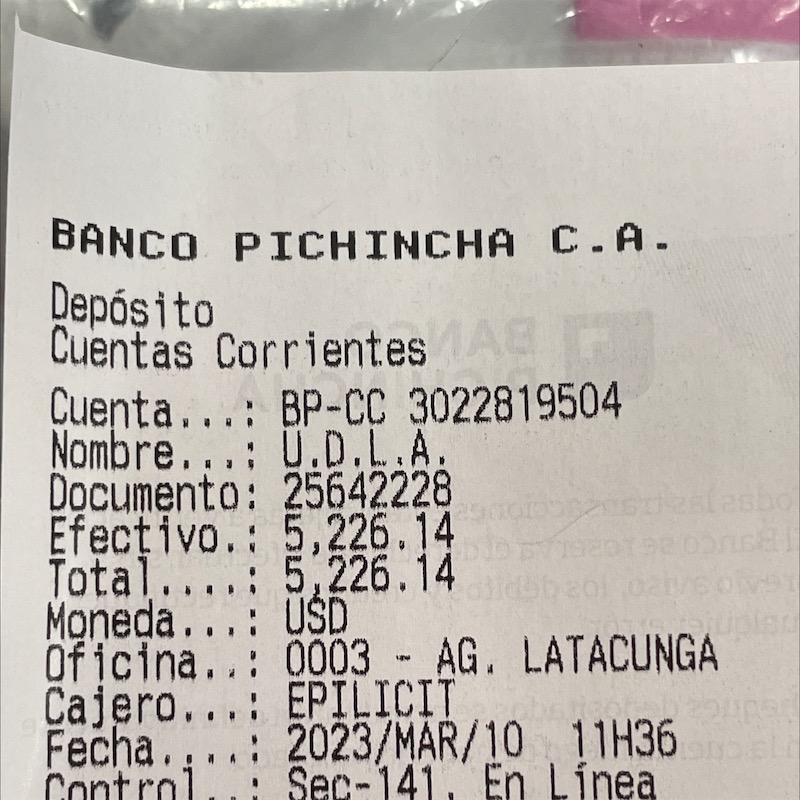 BANCO PICHINCHA C.A.
Depósito
Cuentas Corrientes
Cuenta...: BP-CC 3022819504
Nombre...: U.D.L.A.
Documento: 25642228
Efectivo.: 5,226.14
Total....: 5,226.14
Moneda...: USD
Oficina..: 0003 - AG. LATACUNGA
Cajero...: EPILICIT
Fecha....: 2023/MAR/10 11H36
Control..: Sec-141, En Línea